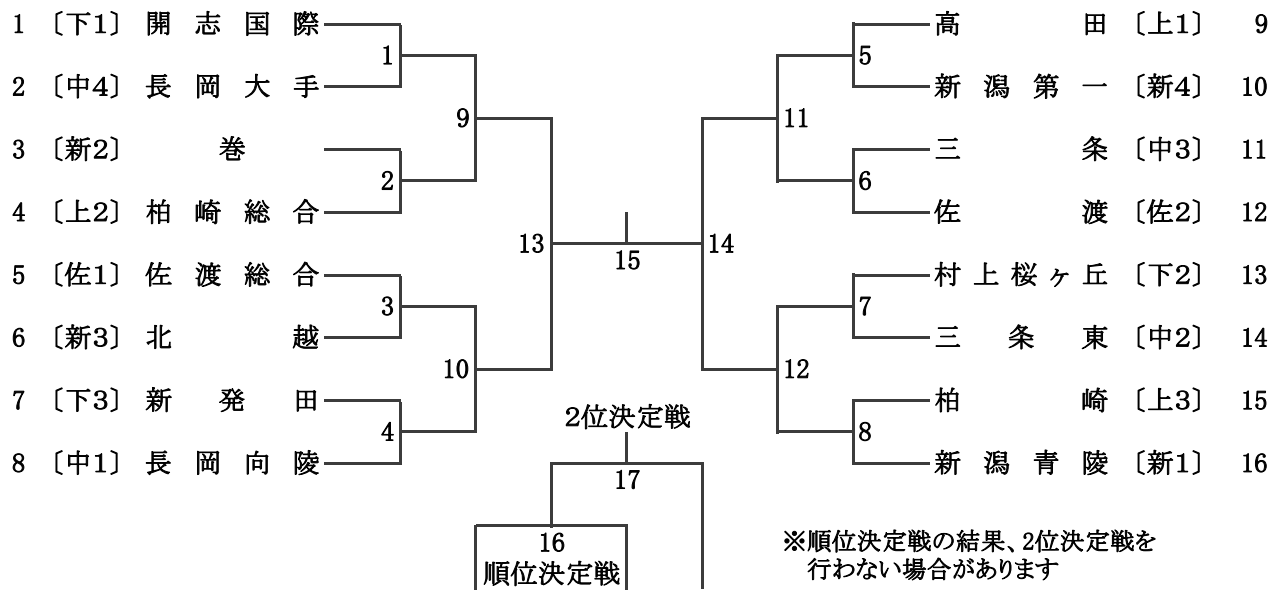 1 〔下1〕 開志国際
2 〔中4〕 長岡大手
3 〔新2〕 巻
4 〔上2〕 柏崎総合
5 〔佐1〕 佐渡総合
6 〔新3〕 北越
7 〔下3〕 新発田
8 〔中1〕 長岡向陵
1
2
3
4
9
10
13
15
14
11
12
5
6
7
8
高田 〔上1〕 9
新潟第一 〔新4〕 10
三条 〔中3〕 11
佐渡 〔佐2〕 12
村上桜ヶ丘 〔下2〕 13
三条東 〔中2〕 14
柏崎 〔上3〕 15
新潟青陵 〔新1〕 16
2位決定戦
17
16
順位決定戦
※順位決定戦の結果、2位決定戦を
行わない場合があります